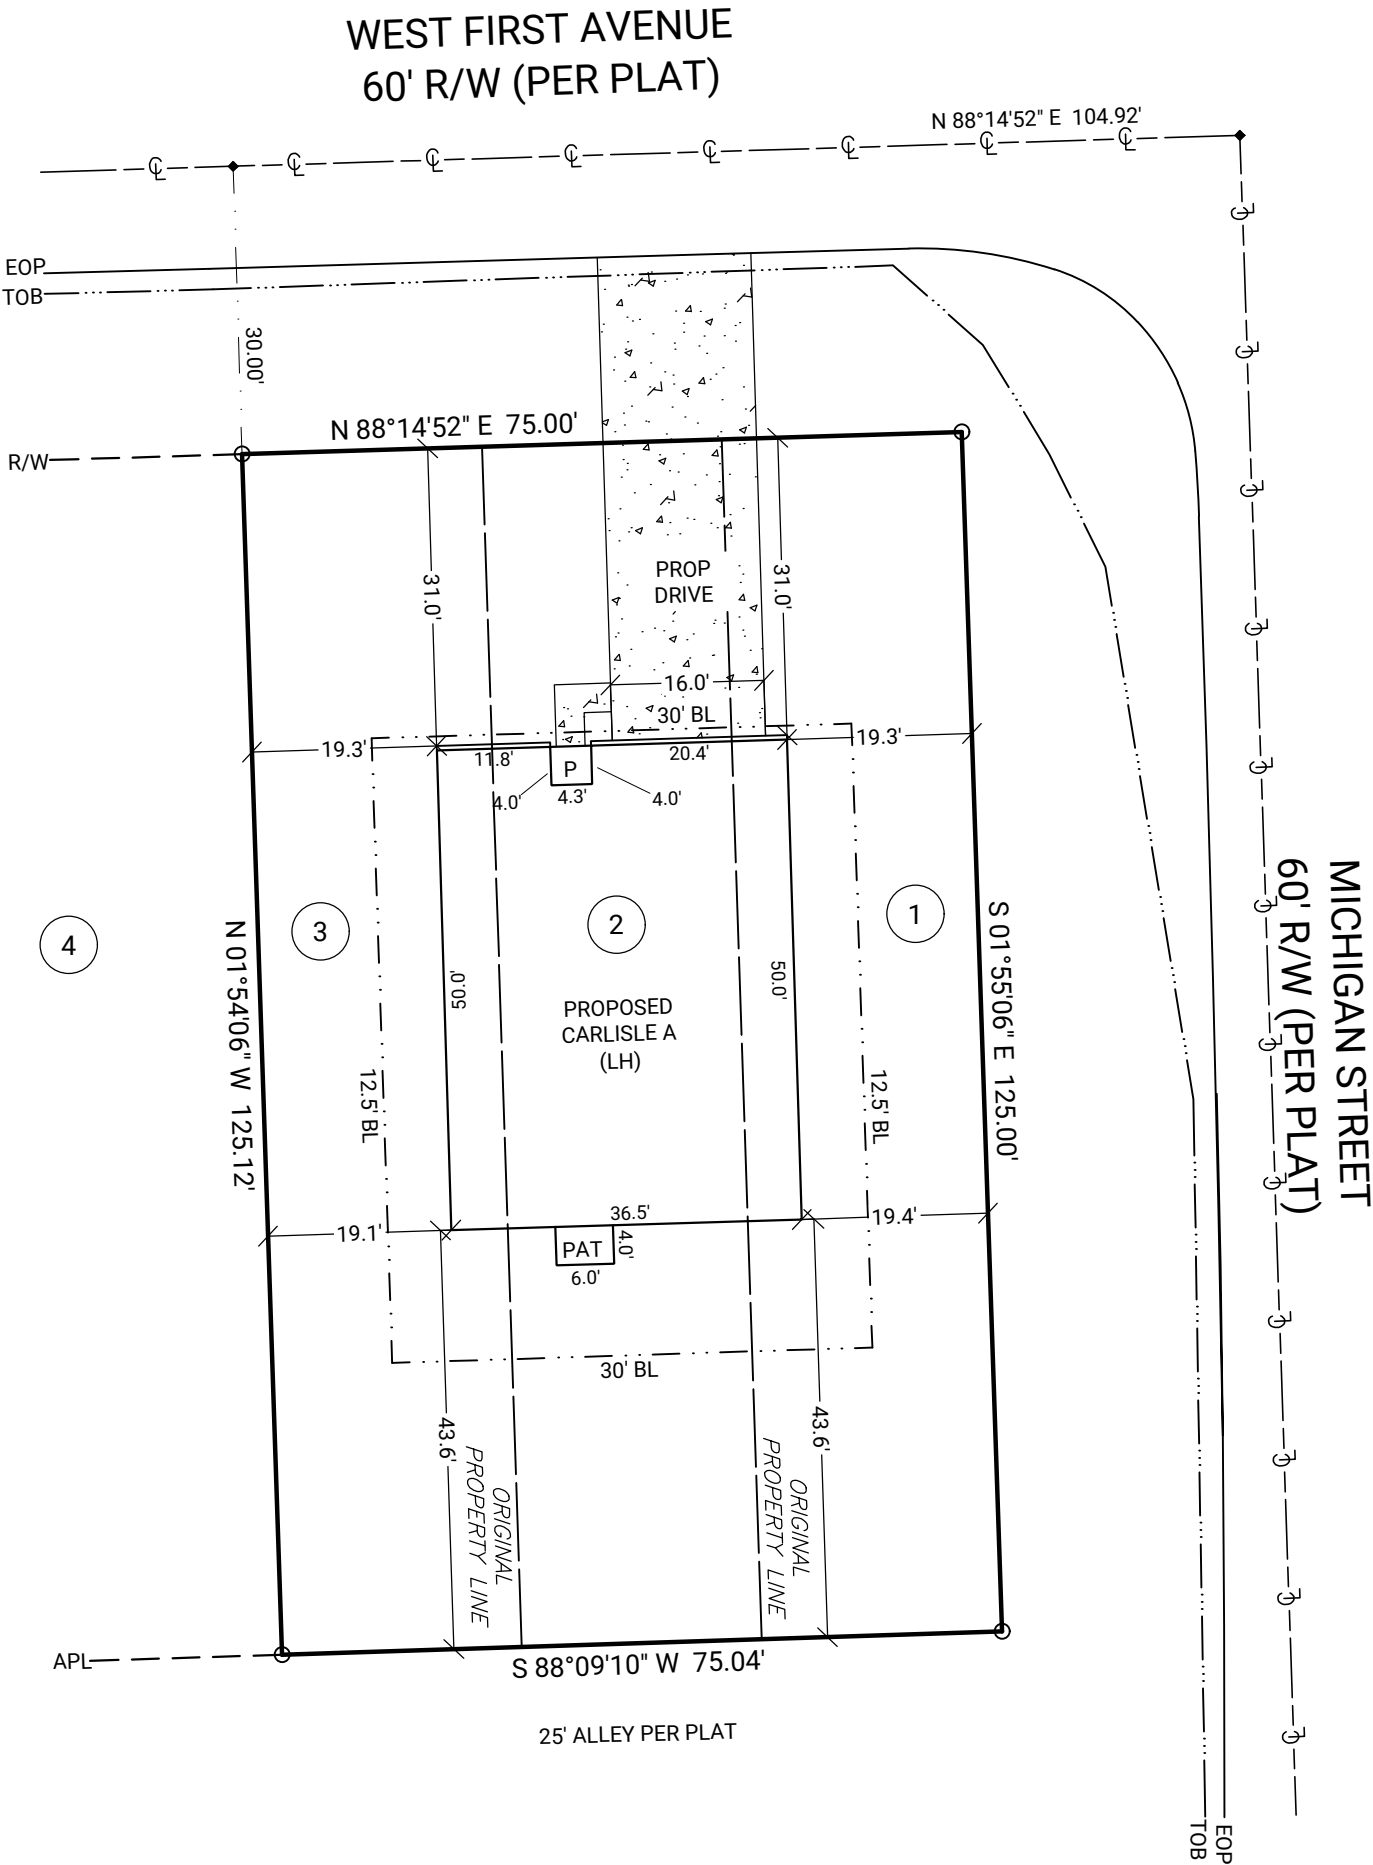 WEST FIRST AVENUE
60' R/W (PER PLAT)
N 88°14'52" E 104.92'
EOP
TOB
30.00'
N 88°14'52" E 75.00'
R/W
31.0'
31.0'
PROP
DRIVE
16.0'
30' BL
19.3'
19.3'
11.8'
20.4'
P
4.0'
4.3'
4.0'
4
3
2
1
N 01°54'06" W 125.12'
50.0'
50.0'
S 01°55'06" E 125.00'
MICHIGAN STREET
60' R/W (PER PLAT)
PROPOSED
CARLISLE A
(LH)
12.5' BL
12.5' BL
19.1'
36.5'
19.4'
PAT
4.0'
6.0'
30' BL
43.6'
43.6'
ORIGINAL
PROPERTY LINE
ORIGINAL
PROPERTY LINE
APL
S 88°09'10" W 75.04'
25' ALLEY PER PLAT
TOB
EOP